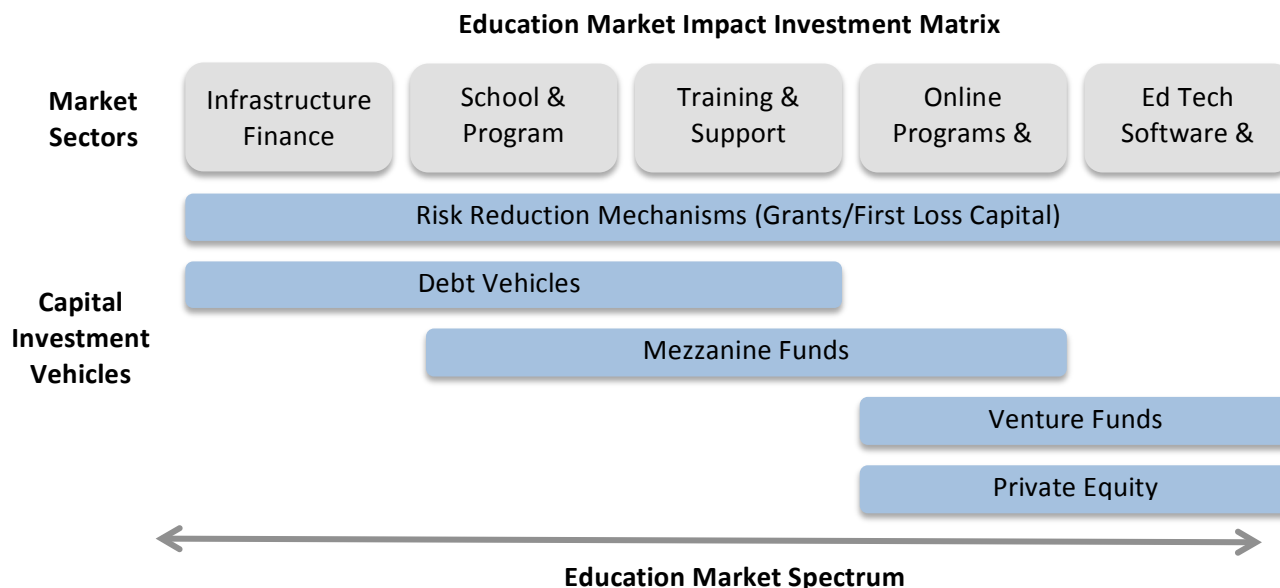 Education Market Impact Investment Matrix
Market
Sectors
Infrastructure
Finance
School &
Program
Training &
Support
Online
Programs &
Ed Tech
Software &
Risk Reduction Mechanisms (Grants/First Loss Capital)
Debt Vehicles
Capital
Investment
Vehicles
Mezzanine Funds
Venture Funds
Private Equity
Education Market Spectrum